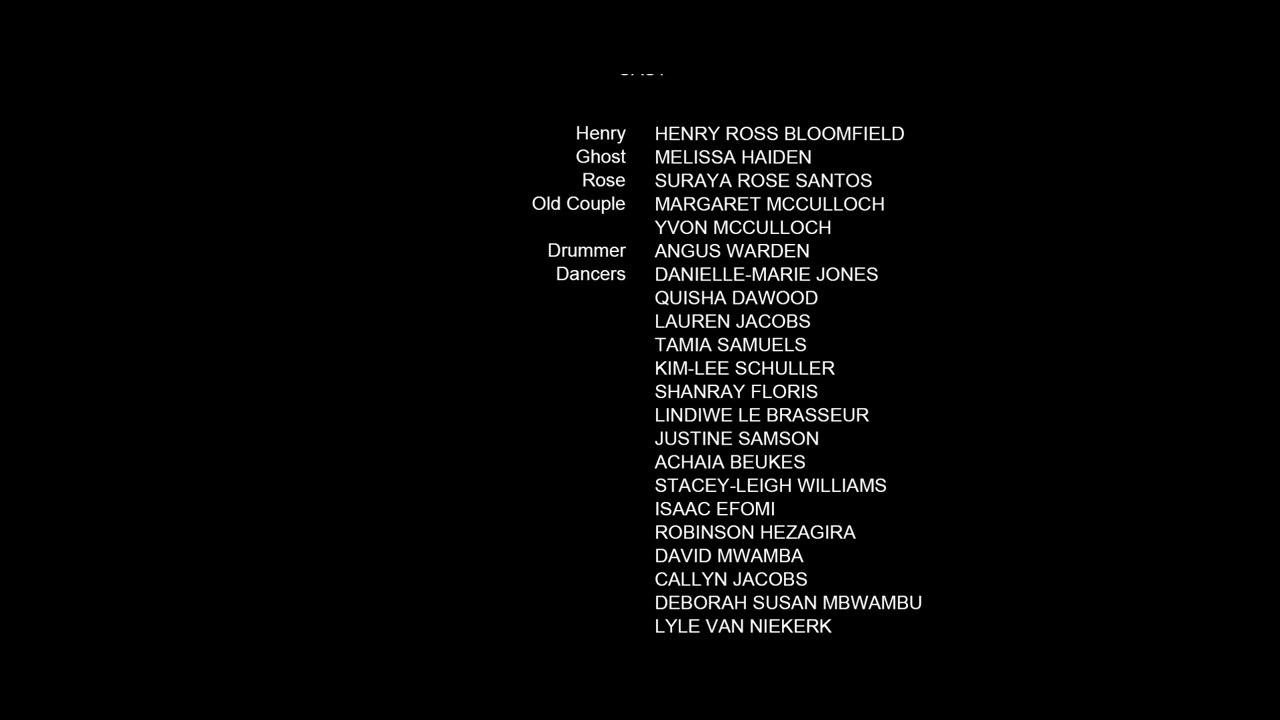 Henry HENRY ROSS BLOOMFIELD
Ghost MELISSA HAIDEN
Rose SURAYA ROSE SANTOS
Old Couple MARGARET MCCULLOCH
YVON MCCULLOCH
Drummer ANGUS WARDEN
Dancers DANIELLE-MARIE JONES
QUISHA DAWOOD
LAUREN JACOBS
TAMIA SAMUELS
KIM-LEE SCHULLER
SHANRAY FLORIS
LINDIWE LE BRASSEUR
JUSTINE SAMSON
ACHAIA BEUKES
STACEY-LEIGH WILLIAMS
ISAAC EFOMI
ROBINSON HEZAGIRA
DAVID MWAMBA
CALLYN JACOBS
DEBORAH SUSAN MBWAMBU
LYLE VAN NIEKERK